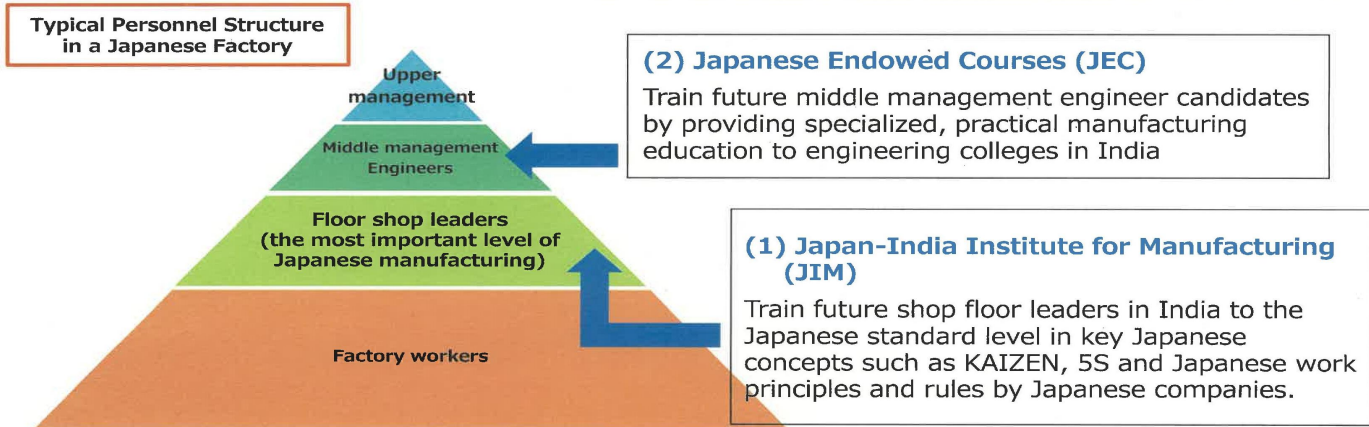 Typical Personnel Structure
in a Japanese Factory
Upper
management
Middle management
Engineers
Floor shop leaders
(the most important level of
Japanese manufacturing)
Factory workers
(2) Japanese Endowed Courses (JEC)
Train future middle management engineer candidates
by providing specialized, practical manufacturing
education to engineering colleges in India
(1) Japan-India Institute for Manufacturing
(JIM)
Train future shop floor leaders in India to the
Japanese standard level in key Japanese
concepts such as KAIZEN, 5S and Japanese work
principles and rules by Japanese companies.